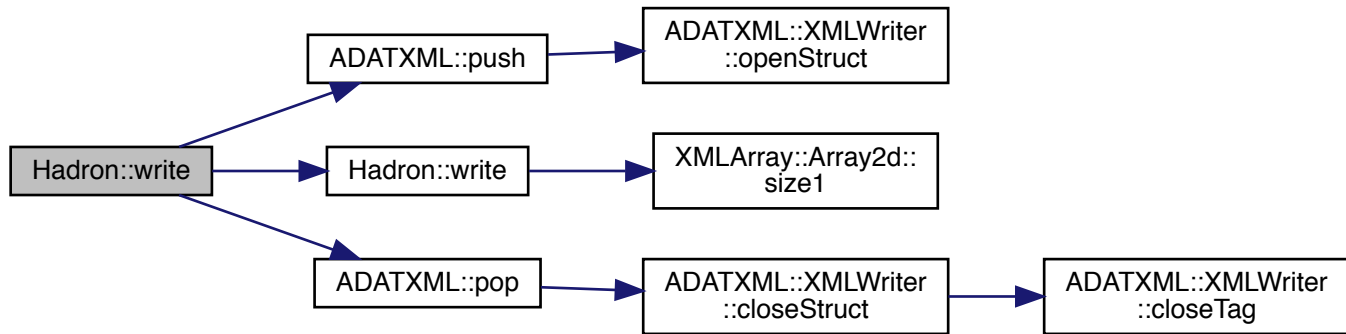 Hadron::write
ADATXML::push
ADATXML::XMLWriter
::openStruct
Hadron::write
XMLArray::Array2d::
size1
ADATXML::pop
ADATXML::XMLWriter
::closeStruct
ADATXML::XMLWriter
::closeTag